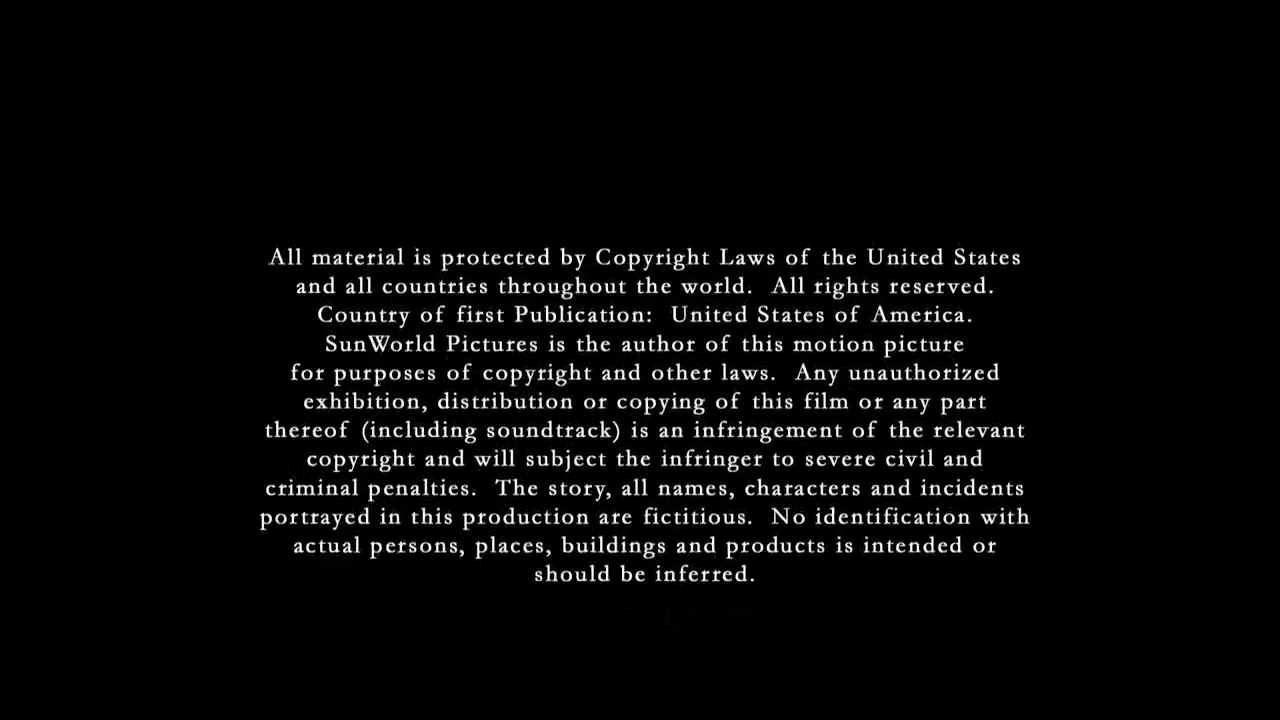 All material is protected by Copyright Laws of the United States
and all countries throughout the world.  All rights reserved.
Country of first Publication:  United States of America.
SunWorld Pictures is the author of this motion picture
for purposes of copyright and other laws.  Any unauthorized
exhibition, distribution or copying of this film or any part
thereof (including soundtrack) is an infringement of the relevant
copyright and will subject the infringer to severe civil and
criminal penalties.  The story, all names, characters and incidents
portrayed in this production are fictitious.  No identification with
actual persons, places, buildings and products is intended or
should be inferred.